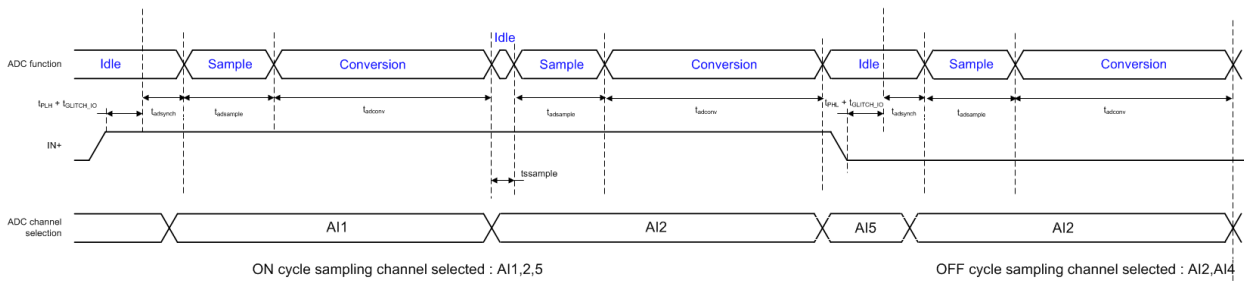 Idle
ADC function
Idle
Sample
Conversion
Sample
Conversion
Idle
Sample
Conversion
tPLH + tGLITCH_IO
tadsynch
tadsample
tadconv
tadsample
tadconv
tPHL + tGLITCH_IO
tadsynch
tadsample
tadconv
IN+
tssample
ADC channel
selection
AI1
AI2
AI5
AI2
ON cycle sampling channel selected : AI1,2,5
OFF cycle sampling channel selected : AI2,AI4